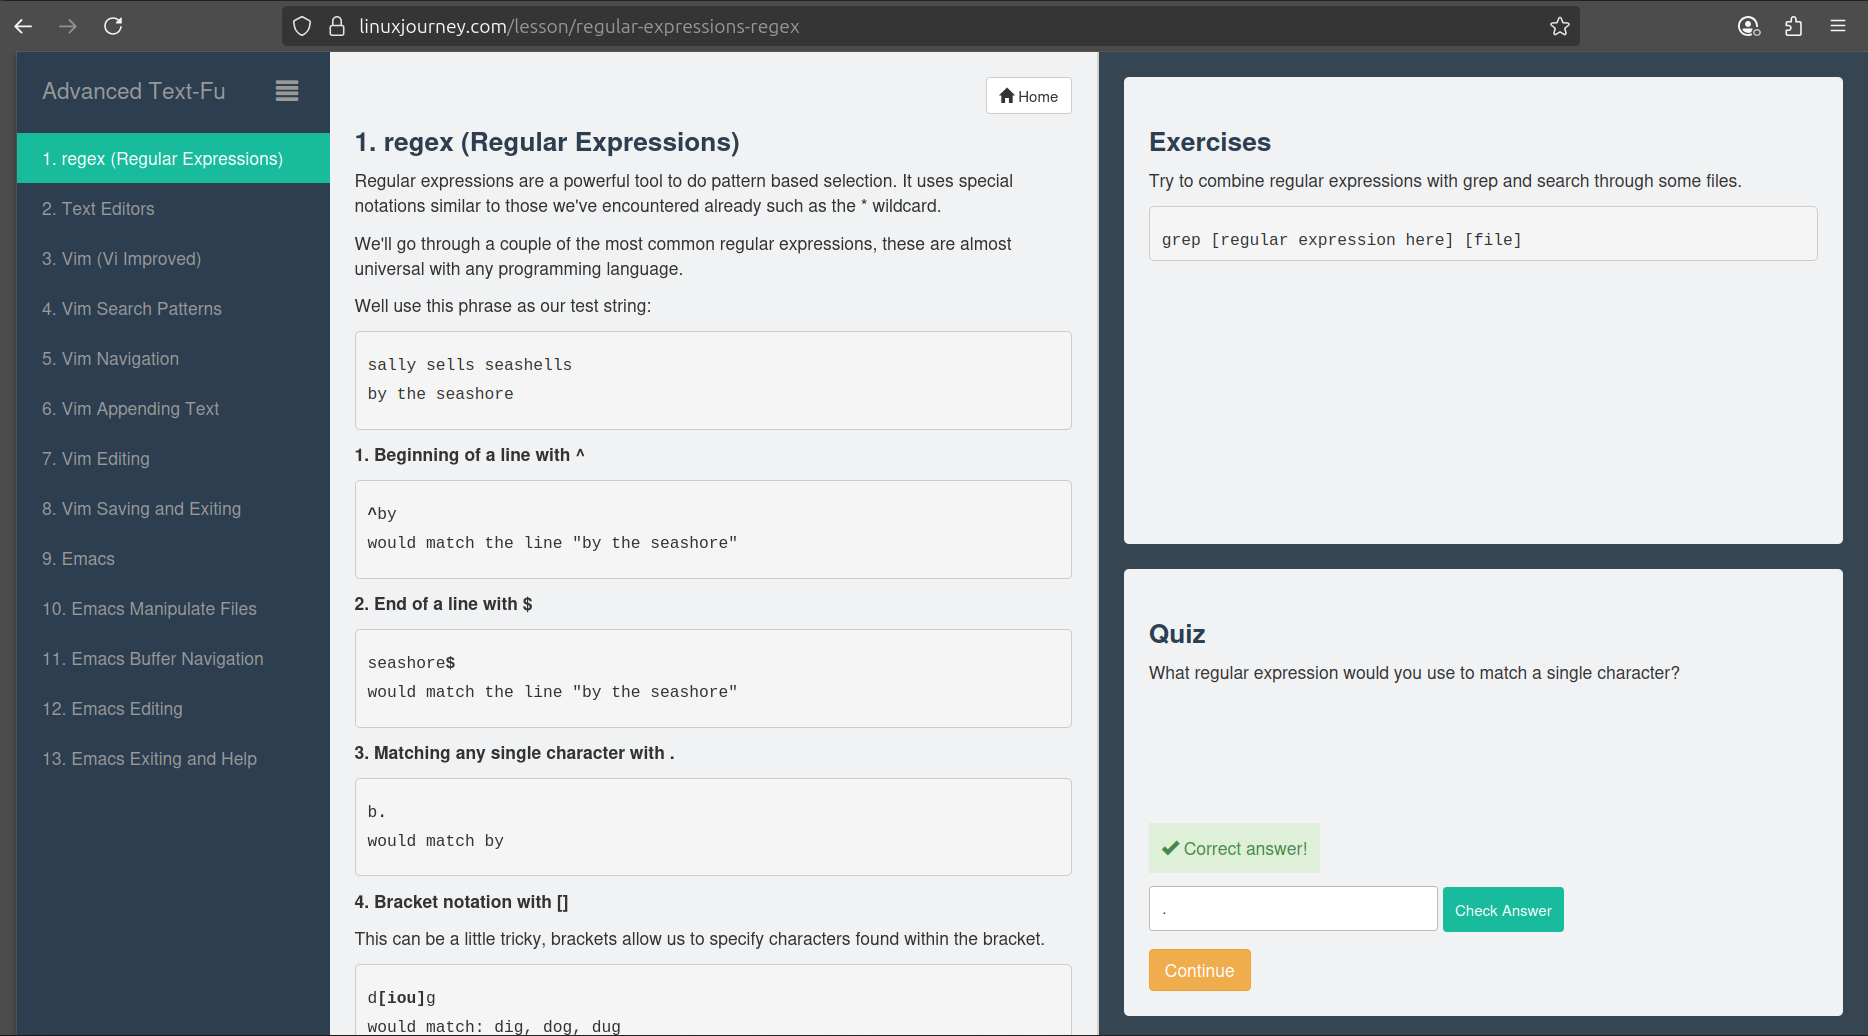 linuxjourney.com/lesson/regular-expressions-regex
Advanced Text-Fu
1. regex (Regular Expressions)
2. Text Editors
3. Vim (Vi Improved)
4. Vim Search Patterns
5. Vim Navigation
6. Vim Appending Text
7. Vim Editing
8. Vim Saving and Exiting
9. Emacs
10. Emacs Manipulate Files
11. Emacs Buffer Navigation
12. Emacs Editing
13. Emacs Exiting and Help
Home
1. regex (Regular Expressions)
Regular expressions are a powerful tool to do pattern based selection. It uses special
notations similar to those we've encountered already such as the * wildcard.
We'll go through a couple of the most common regular expressions, these are almost
universal with any programming language.
Well use this phrase as our test string:
sally sells seashells
by the seashore
1. Beginning of a line with ^
^by
would match the line "by the seashore"
2. End of a line with $
seashore$
would match the line "by the seashore"
3. Matching any single character with .
b.
would match by
4. Bracket notation with []
This can be a little tricky, brackets allow us to specify characters found within the bracket.
d[iou]g
would match: dig, dog, dug
Exercises
Try to combine regular expressions with grep and search through some files.
grep [regular expression here] [file]
Quiz
What regular expression would you use to match a single character?
Correct answer!
.
Check Answer
Continue